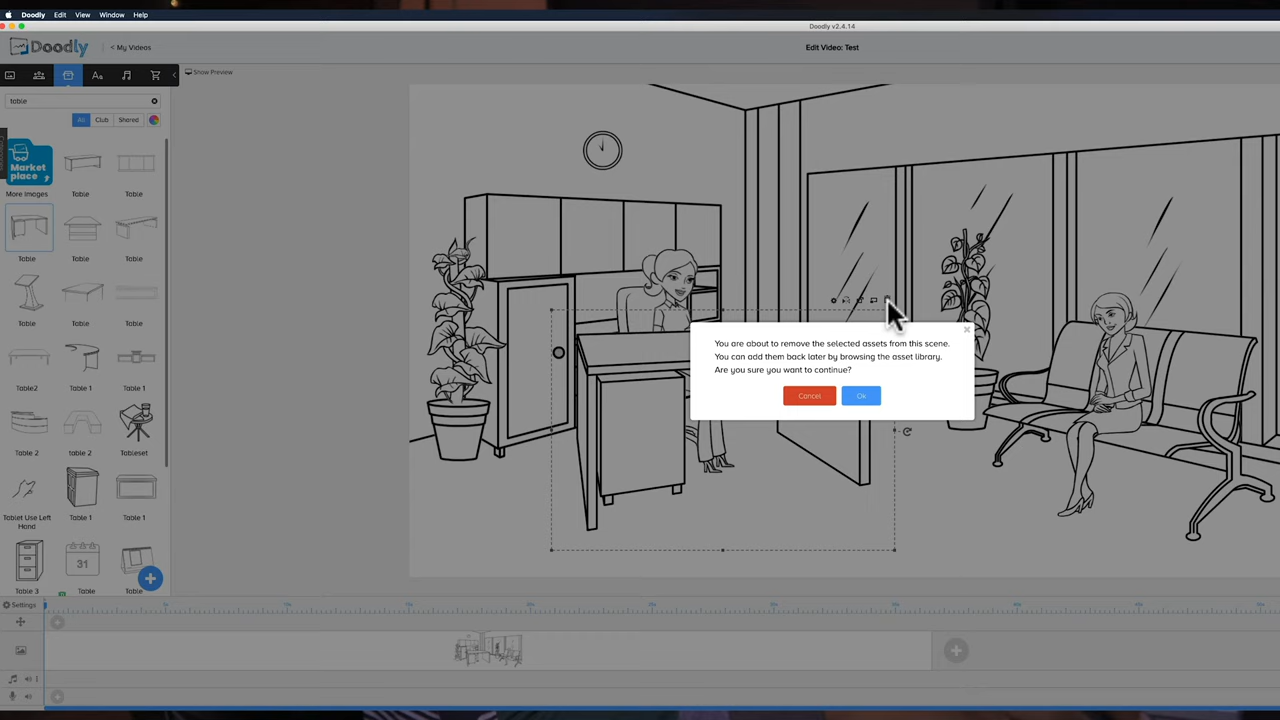 Doodly Edit View Window Help
Doodly v2.4.14
Doodly < My Videos Edit Video: Test
Show Preview
table
All Club Shared
Market
place
More Images Table Table
Table Table Table
Table Table Table
Table2 Table 1 Table 1
Table 2 table 2 Tableset
Tablet Use Left
Hand
Table 1 Table 1
31
Table 3 Table Table
You are about to remove the selected assets from this scene.
You can add them back later by browsing the asset library.
Are you sure you want to continue?
Cancel Ok
Settings